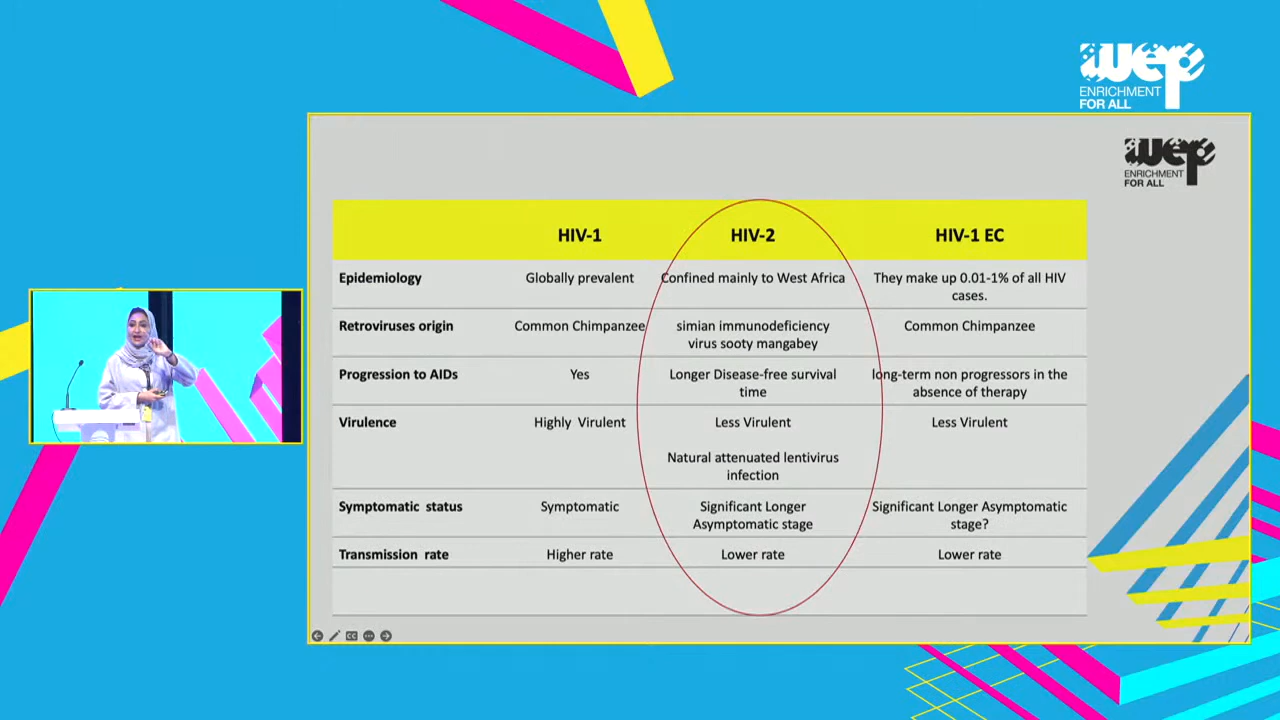 wep
ENRICHMENT
FOR ALL
wep
ENRICHMENT
FOR ALL
HIV-1 HIV-2 HIV-1 EC
Epidemiology Globally prevalent Confined mainly to West Africa They make up 0.01-1% of all HIV
cases.
Retroviruses origin Common Chimpanzee simian immunodeficiency Common Chimpanzee
virus sooty mangabey
Progression to AIDs Yes Longer Disease-free survival long-term non progressors in the
time absence of therapy
Virulence Highly Virulent Less Virulent Less Virulent
Natural attenuated lentivirus
infection
Symptomatic status Symptomatic Significant Longer Significant Longer Asymptomatic
Asymptomatic stage stage?
Transmission rate Higher rate Lower rate Lower rate
CC